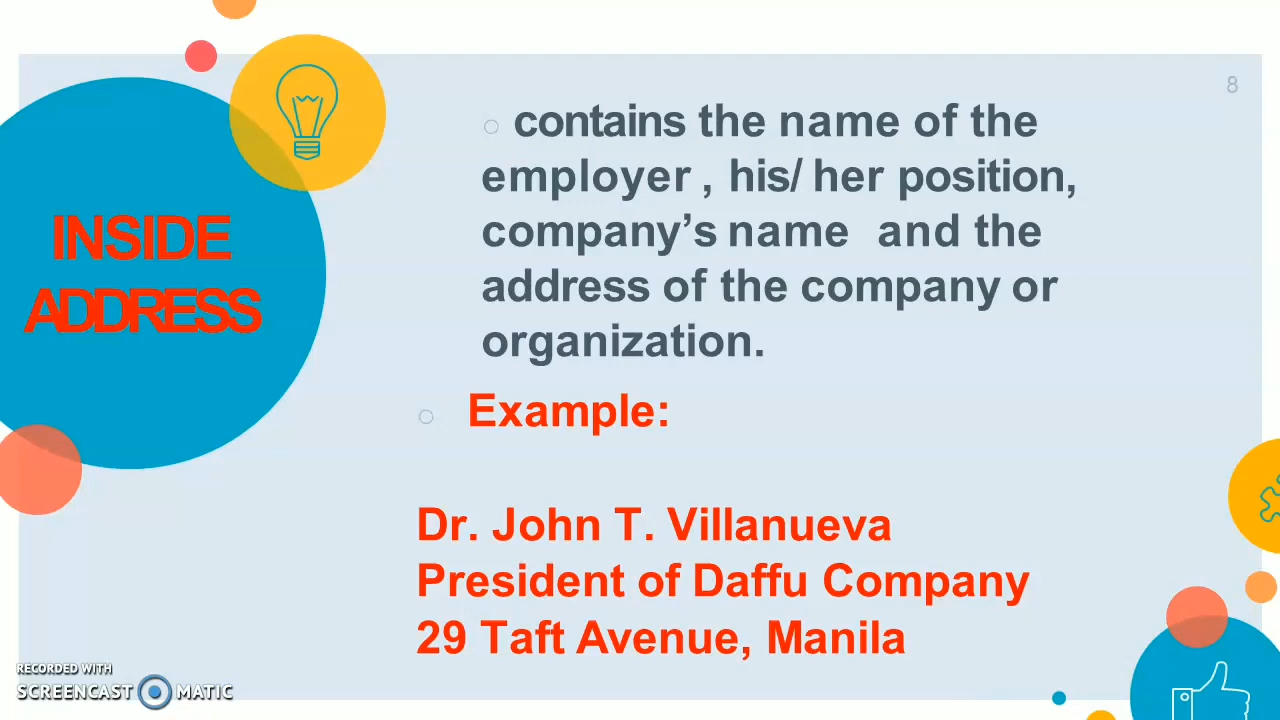 8
INSIDE
ADDRESS
contains the name of the
employer , his/ her position,
company’s name and the
address of the company or
organization.
Example:
Dr. John T. Villanueva
President of Daffu Company
29 Taft Avenue, Manila
RECORDED WITH
SCREENCAST MATIC